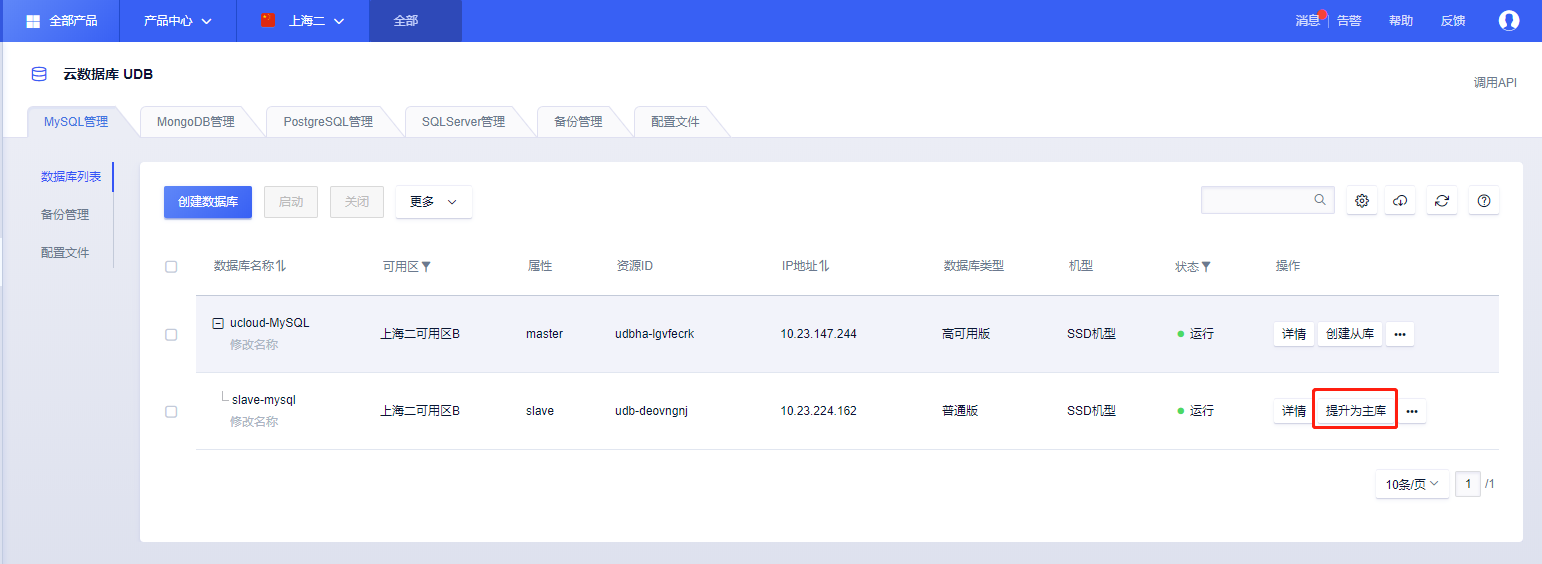 全部产品 产品中心 上海二 全部 消息 告警 帮助 反馈
云数据库 UDB
调用API
MySQL管理 MongoDB管理 PostgreSQL管理 SQLServer管理 备份管理 配置文件
数据库列表
备份管理
配置文件
创建数据库 启动 关闭 更多
数据库名称 可用区 属性 资源ID IP地址 数据库类型 机型 状态 操作
ucloud-MySQL 上海二可用区B master udbha-lgvfecrk 10.23.147.244 高可用版 SSD机型 运行 详情 创建从库 •••
修改名称
slave-mysql 上海二可用区B slave udb-deovngnj 10.23.224.162 普通版 SSD机型 运行 详情 提升为主库 •••
修改名称
10条/页 1 /1